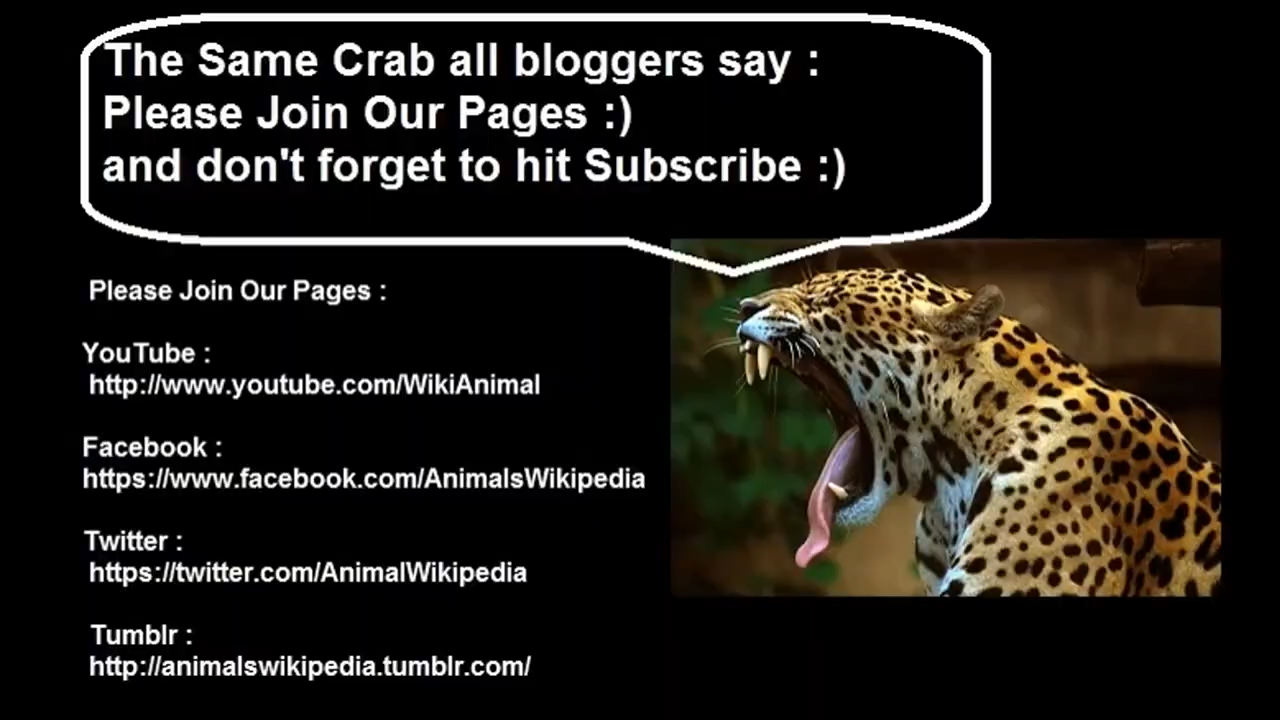 The Same Crab all bloggers say :
Please Join Our Pages :)
and don't forget to hit Subscribe :)
Please Join Our Pages :
YouTube :
http://www.youtube.com/WikiAnimal
Facebook :
https://www.facebook.com/AnimalsWikipedia
Twitter :
https://twitter.com/AnimalWikipedia
Tumblr :
http://animalswikipedia.tumblr.com/